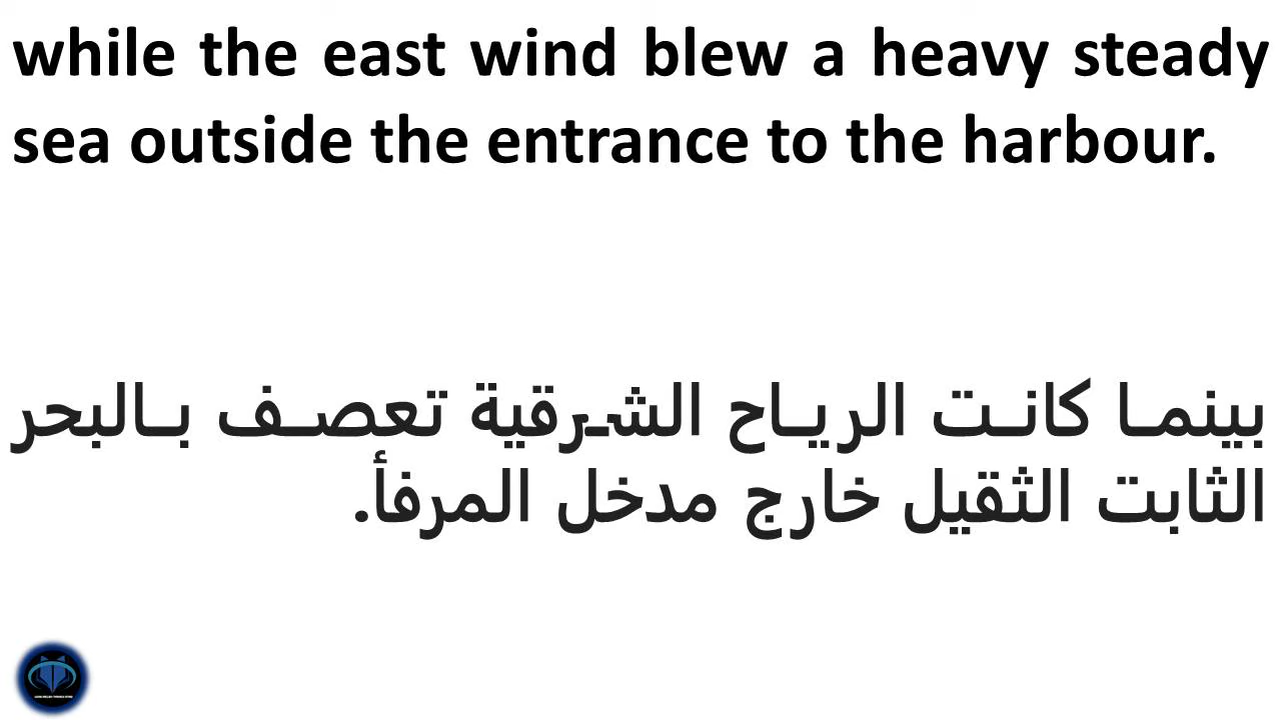 while the east wind blew a heavy steady
sea outside the entrance to the harbour.
بينما كانت الرياح الشرقية تعصف بالبحر
الثابت الثقيل خارج مدخل المرفأ.